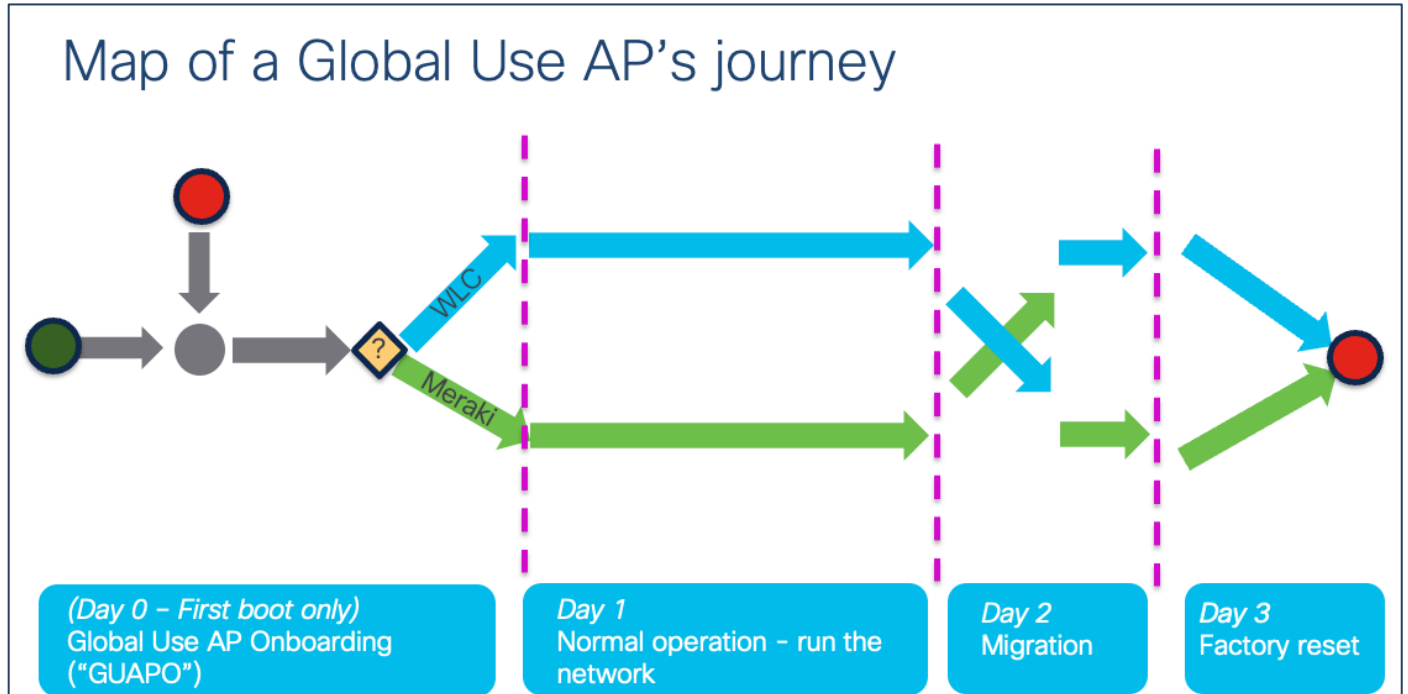 Map of a Global Use AP's journey
WLC
?
Meraki
(Day 0 – First boot only)
Global Use AP Onboarding
("GUAPO")
Day 1
Normal operation – run the
network
Day 2
Migration
Day 3
Factory reset